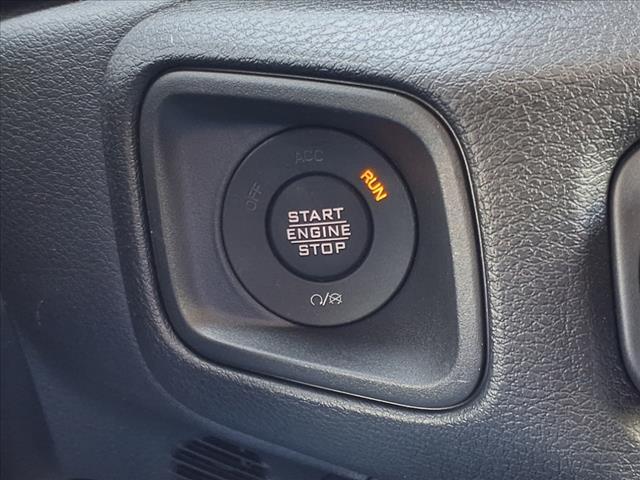 ACC
OFF
RUN
START
ENGINE
STOP